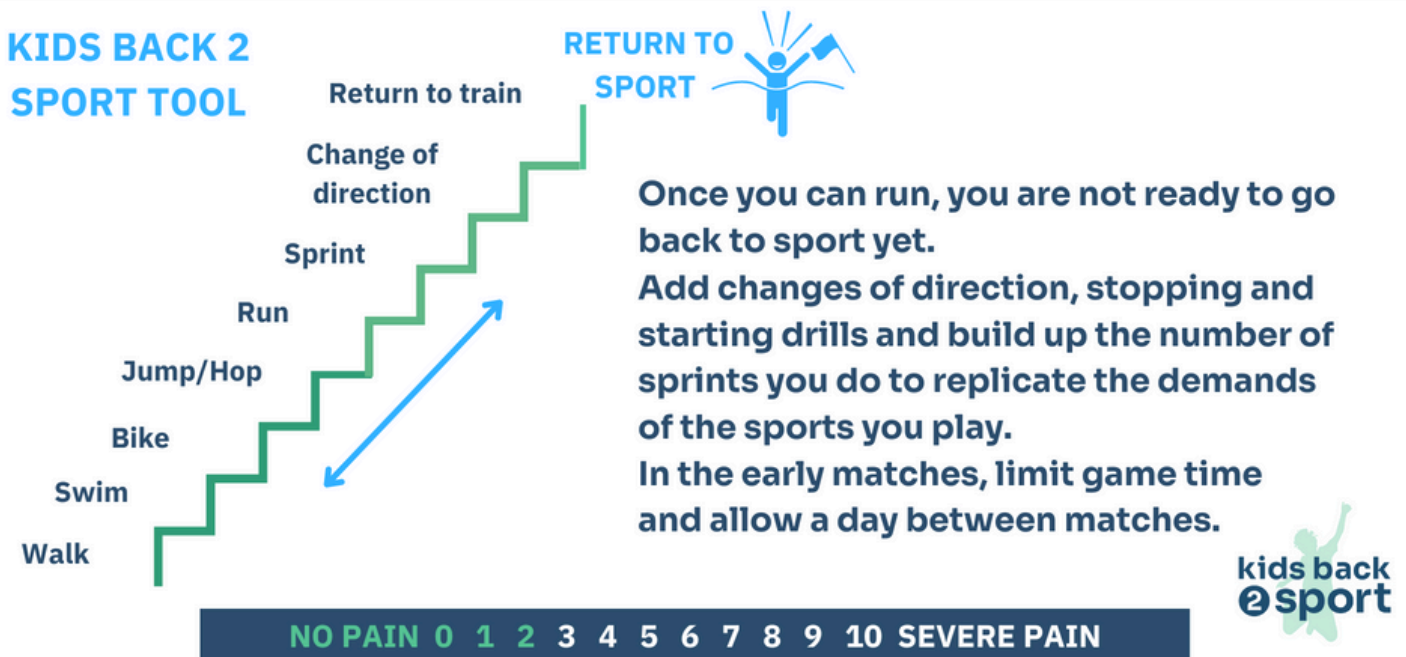 KIDS BACK 2
SPORT TOOL
RETURN TO
SPORT
Return to train
Change of
direction
Sprint
Run
Jump/Hop
Bike
Swim
Walk
Once you can run, you are not ready to go
back to sport yet.
Add changes of direction, stopping and
starting drills and build up the number of
sprints you do to replicate the demands
of the sports you play.
In the early matches, limit game time
and allow a day between matches.
kids back
2 sport
NO PAIN 0 1 2 3 4 5 6 7 8 9 10 SEVERE PAIN